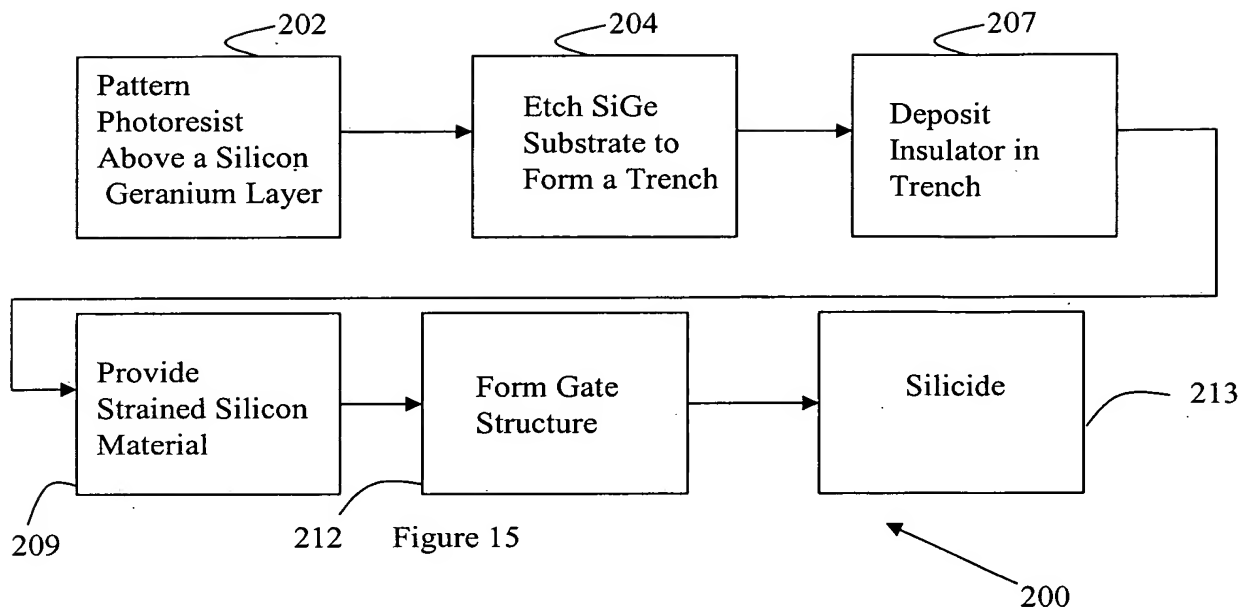 202
204
207
Pattern
Photoresist
Above a Silicon
Geranium Layer
Etch SiGe
Substrate to
Form a Trench
Deposit
Insulator in
Trench
Provide
Strained Silicon
Material
Form Gate
Structure
Silicide
213
209
212
Figure 15
200